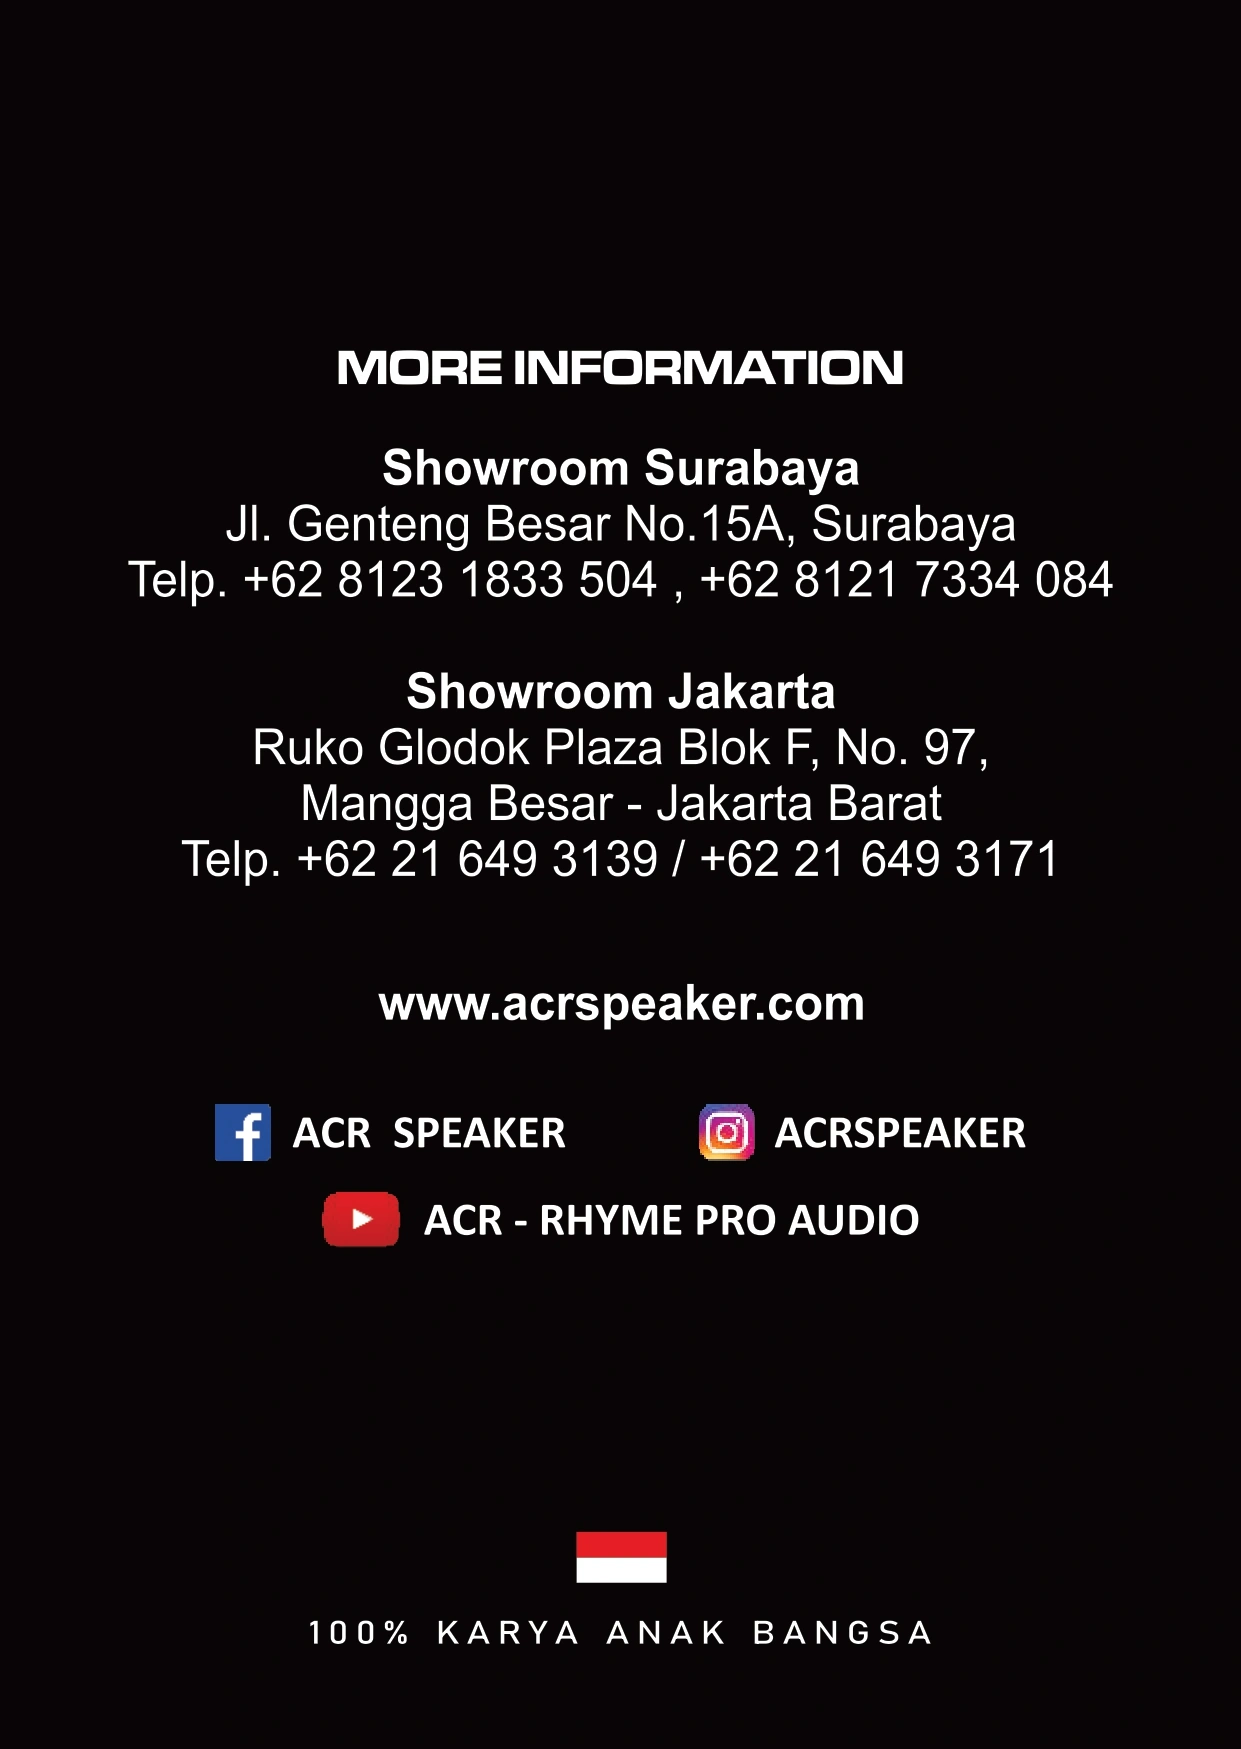 MORE INFORMATION
Showroom Surabaya
Jl. Genteng Besar No.15A, Surabaya
Telp. +62 8123 1833 504 , +62 8121 7334 084
Showroom Jakarta
Ruko Glodok Plaza Blok F, No. 97,
Mangga Besar - Jakarta Barat
Telp. +62 21 649 3139 / +62 21 649 3171
www.acrspeaker.com
ACR  SPEAKER
ACRSPEAKER
ACR - RHYME PRO AUDIO
100% KARYA ANAK BANGSA